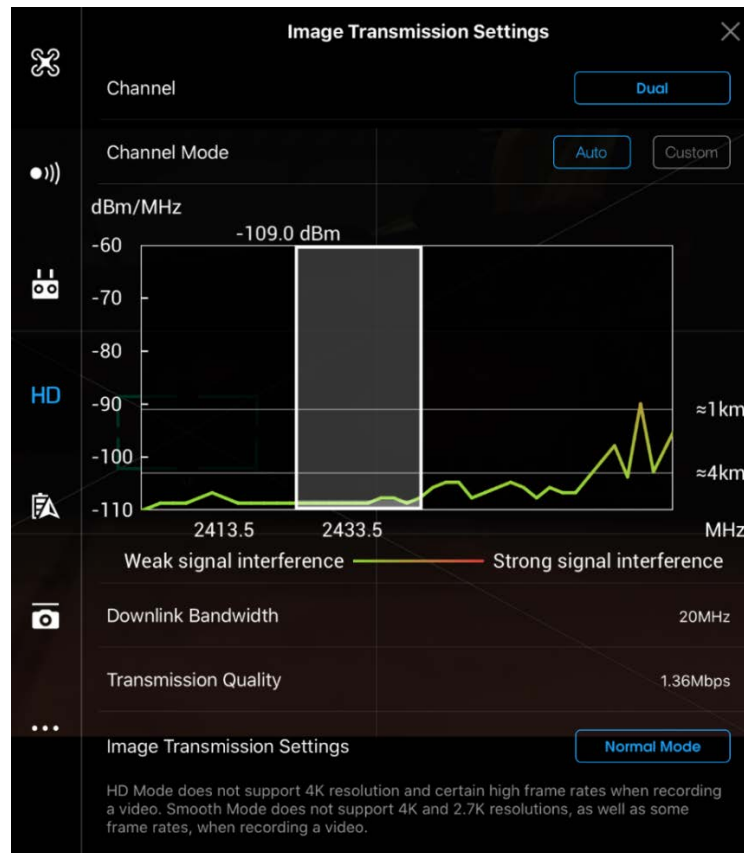 Image Transmission Settings
Channel
Dual
Channel Mode
Auto
Custom
dBm/MHz
-109.0 dBm
-60
-70
-80
HD
-90
≈1km
-100
≈4km
-110
2413.5
2433.5
MHz
Weak signal interference
Strong signal interference
Downlink Bandwidth
20MHz
Transmission Quality
1.36Mbps
Image Transmission Settings
Normal Mode
HD Mode does not support 4K resolution and certain high frame rates when recording
a video. Smooth Mode does not support 4K and 2.7K resolutions, as well as some
frame rates, when recording a video.